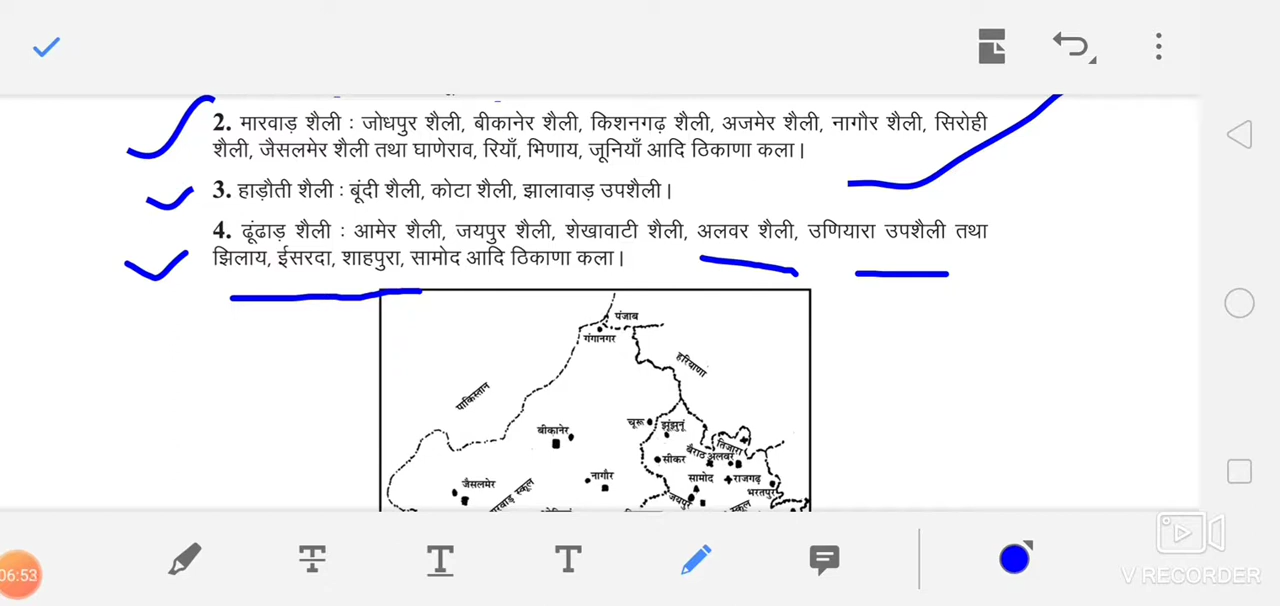 2. मारवाड़ शैली : जोधपुर शैली, बीकानेर शैली, किशनगढ़ शैली, अजमेर शैली, नागौर शैली, सिरोही
शैली, जैसलमेर शैली तथा घाणेराव, रियाँ, भिणाय, जूनियाँ आदि ठिकाणा कला।
3. हाड़ौती शैली : बूंदी शैली, कोटा शैली, झालावाड़ उपशैली।
4. ढूंढाड़ शैली : आमेर शैली, जयपुर शैली, शेखावाटी शैली, अलवर शैली, उणियारा उपशैली तथा
झिलाय, ईसरदा, शाहपुरा, सामोद आदि ठिकाणा कला।
पंजाब
गंगानगर
हरियाणा
पाकिस्तान
चूरू
झूंझुनूं
बीकानेर
तिजारा
बैराठ अलवर
सीकर
नागौर
सामोद
राजगढ़
जैसलमेर
भरतपुर
जयपुर
स्कूल
स्कूल
T T T
06:53
V RECORDER